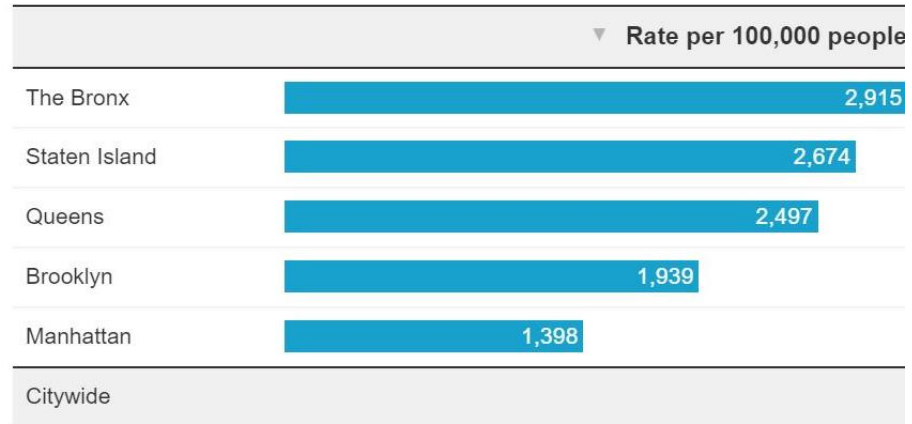 ▼ Rate per 100,000 people
The Bronx 2,915
Staten Island 2,674
Queens 2,497
Brooklyn 1,939
Manhattan 1,398
Citywide